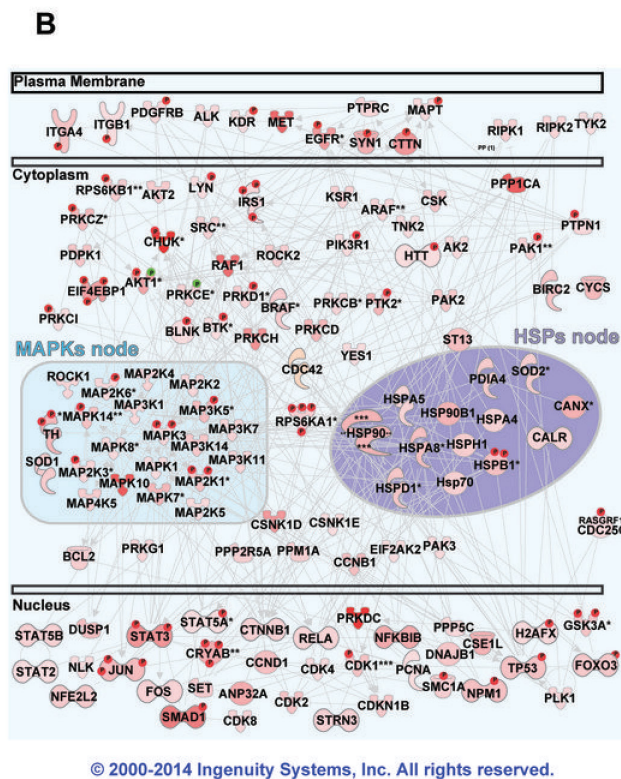 B
Plasma Membrane
ITGA4 ITGB1 PDGFRB ALK KDR MET EGFR* SYN1 PTPRC CTTN MAPT RIPK1 RIPK2 TYK2
PP (1)
Cytoplasm
RPS6KB1** AKT2 LYN IRS1 KSR1 ARAF** CSK PPP1CA
PRKCZ* SRC** TNK2 PTPN1
CHUK* PIK3R1 HTT AK2 PAK1**
PDPK1 RAF1 ROCK2
EIF4EBP1 AKT1* PRKCE* PRKD1* BRAF* PRKCB* PTK2* PAK2 BIRC2 CYCS
PRKCI BLNK BTK* PRKCH PRKCD
MAPKs node YES1 ST13 HSPs node
CDC42
ROCK1 MAP2K4 MAP2K2 MAP2K6* HSPA5 PDIA4 SOD2*
*MAPK14** MAP3K1 MAP3K5* RPS6KA1* *** HSP90B1 HSPA4 CANX*
TH MAPK8* MAPK3 MAP3K14 MAP3K7 --HSP90-- HSPA8* HSPH1 CALR
SOD1 MAP2K3* MAPK1 MAP2K1* MAP3K11 *** HSPB1*
MAPK10 MAPK7* HSPD1* Hsp70
MAP4K5 MAP2K5
CSNK1D CSNK1E RASGRF1
CDC25
BCL2 PRKG1 PPP2R5A PPM1A CCNB1 EIF2AK2 PAK3
Nucleus
STAT5B DUSP1 STAT3 STAT5A* CTNNB1 RELA PRKDC NFKBIB PPP5C CSE1L H2AFX GSK3A*
STAT2 NLK JUN CRYAB** CCND1 CDK4 CDK1*** PCNA DNAJB1 TP53 FOXO3
NFE2L2 FOS SET ANP32A CDK2 CDKN1B SMC1A NPM1 PLK1
SMAD1 CDK8 STRN3
© 2000-2014 Ingenuity Systems, Inc. All rights reserved.